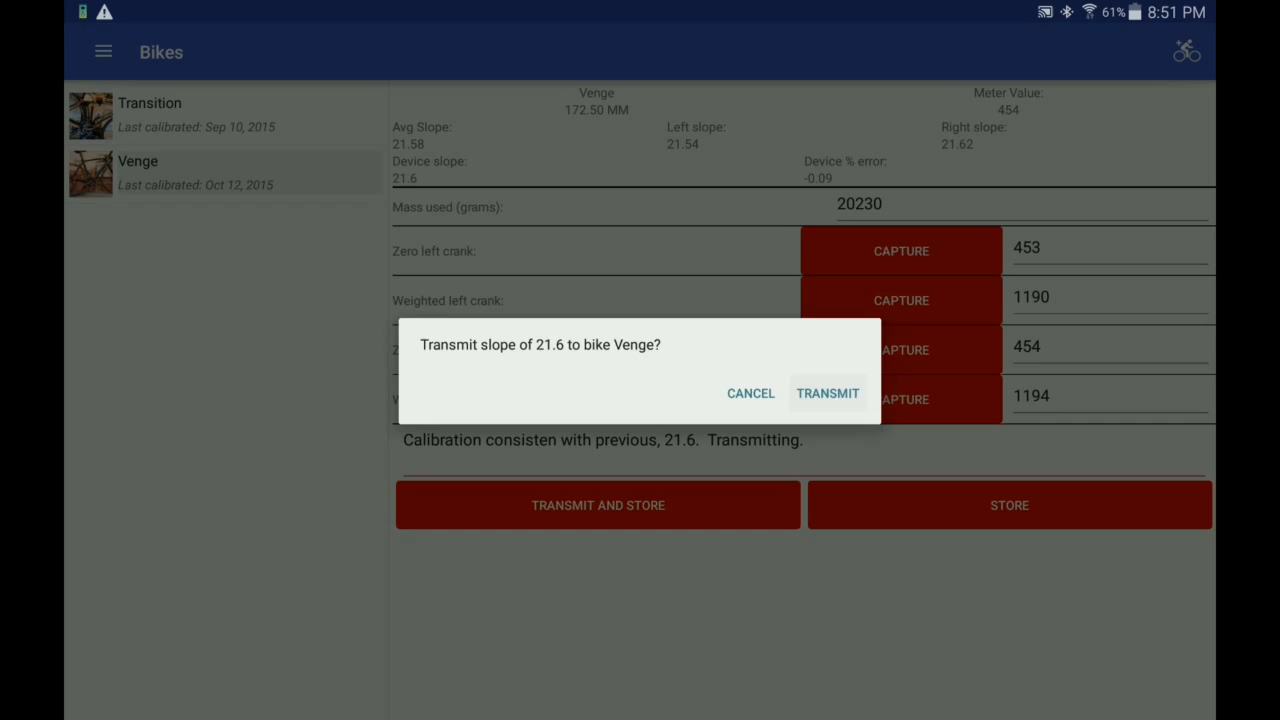 61% 8:51 PM
Bikes
Transition
Last calibrated: Sep 10, 2015
Venge
Last calibrated: Oct 12, 2015
Venge
172.50 MM
Meter Value:
454
Avg Slope:
21.58
Left slope:
21.54
Right slope:
21.62
Device slope:
21.6
Device % error:
-0.09
Mass used (grams):
20230
Zero left crank:
CAPTURE
453
Weighted left crank:
CAPTURE
1190
Z
APTURE
454
W
APTURE
1194
Transmit slope of 21.6 to bike Venge?
CANCEL TRANSMIT
Calibration consisten with previous, 21.6. Transmitting.
TRANSMIT AND STORE
STORE